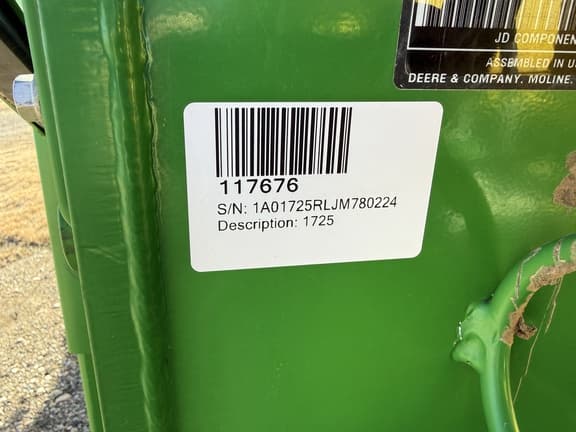 JD COMPONEN
ASSEMBLED IN U
DEERE & COMPANY, MOLINE,
117676
S/N: 1A01725RLJM780224
Description: 1725